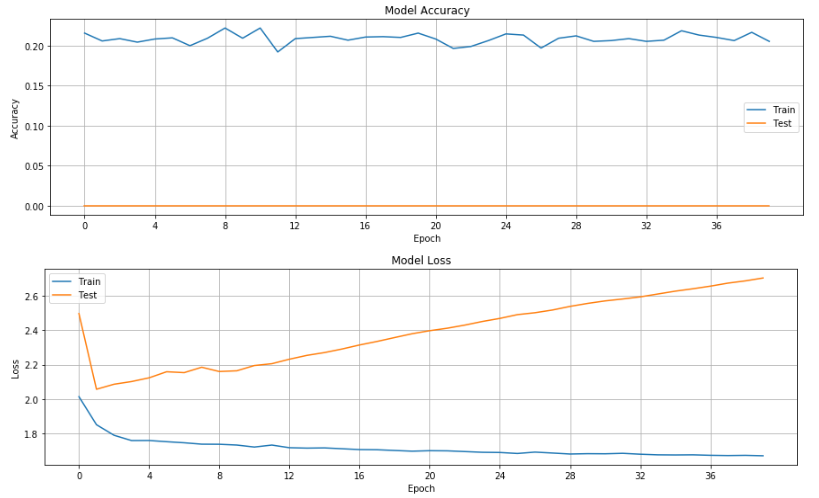 Model Accuracy
0.20
0.15
0.10
0.05
0.00
Accuracy
Train
Test
0 4 8 12 16 20 24 28 32 36
Epoch
Model Loss
Train
Test
2.6
2.4
2.2
2.0
1.8
Loss
0 4 8 12 16 20 24 28 32 36
Epoch